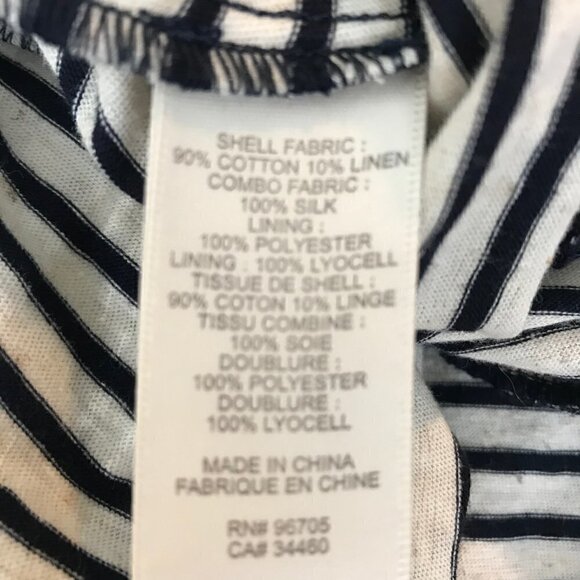 SHELL FABRIC :
90% COTTON 10% LINEN
COMBO FABRIC :
100% SILK
LINING :
100% POLYESTER
LINING : 100% LYOCELL
TISSUE DE SHELL :
90% COTTON 10% LINGE
TISSU COMBINE :
100% SOIE
DOUBLURE :
100% POLYESTER
DOUBLURE :
100% LYOCELL
MADE IN CHINA
FABRIQUE EN CHINE
RN# 96705
CA# 34460